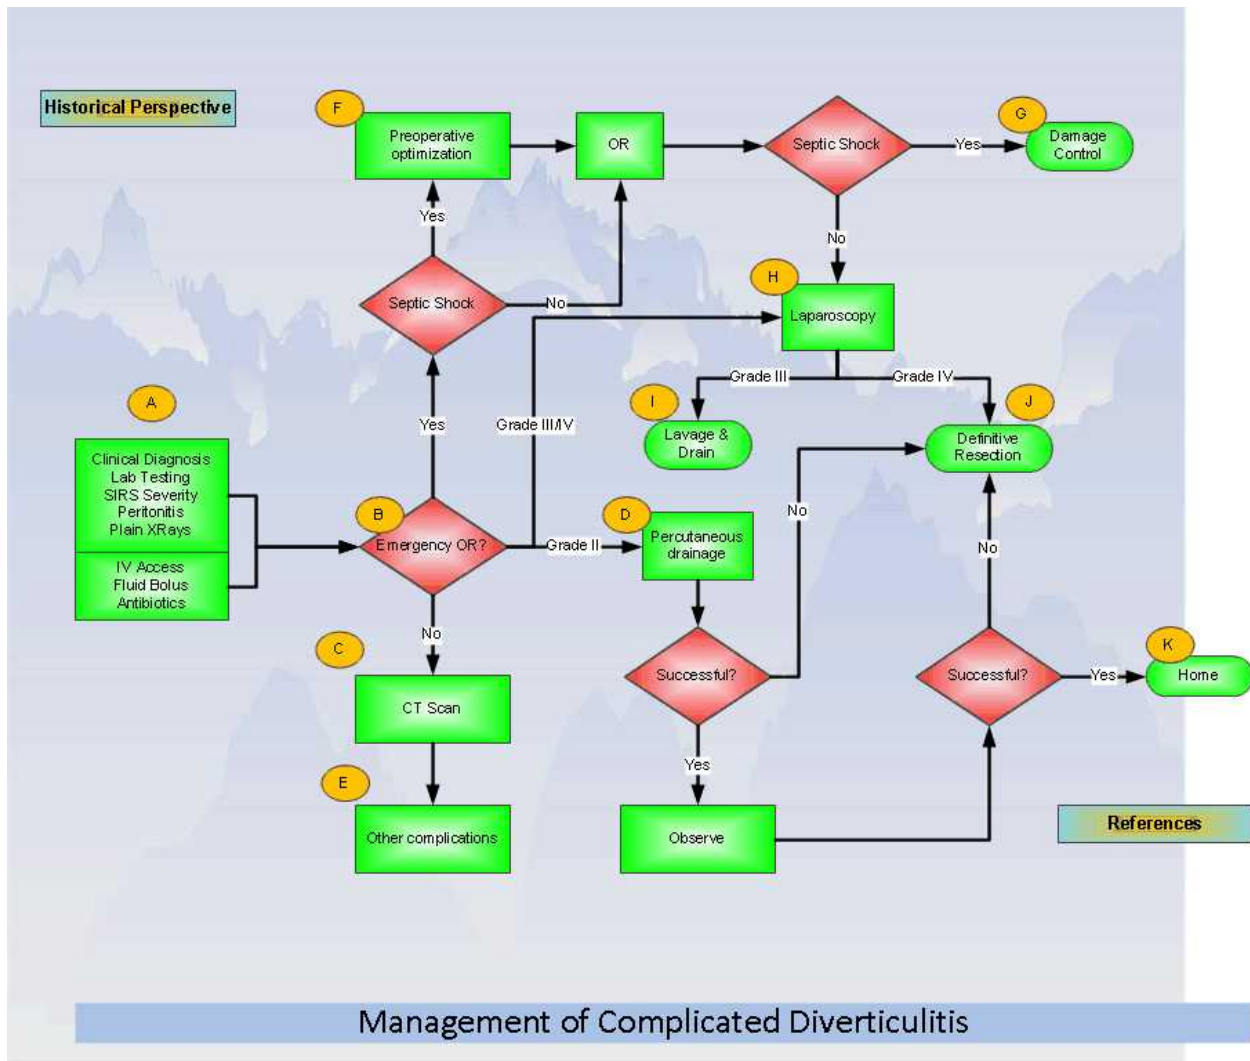 Historical Perspective
F
Preoperative
optimization
OR
Septic Shock
Yes
G
Damage
Control
Yes
No
Septic Shock
No
H
Laparoscopy
Grade III
Grade IV
A
Yes
Grade III/IV
I
Lavage &
Drain
J
Definitive
Resection
Clinical Diagnosis
Lab Testing
SIRS Severity
Peritonitis
Plain XRays
IV Access
Fluid Bolus
Antibiotics
B
Emergency OR?
Grade II
D
Percutaneous
drainage
No
No
No
C
CT Scan
Successful?
Successful?
Yes
K
Home
Yes
E
Other complications
Observe
References
Management of Complicated Diverticulitis